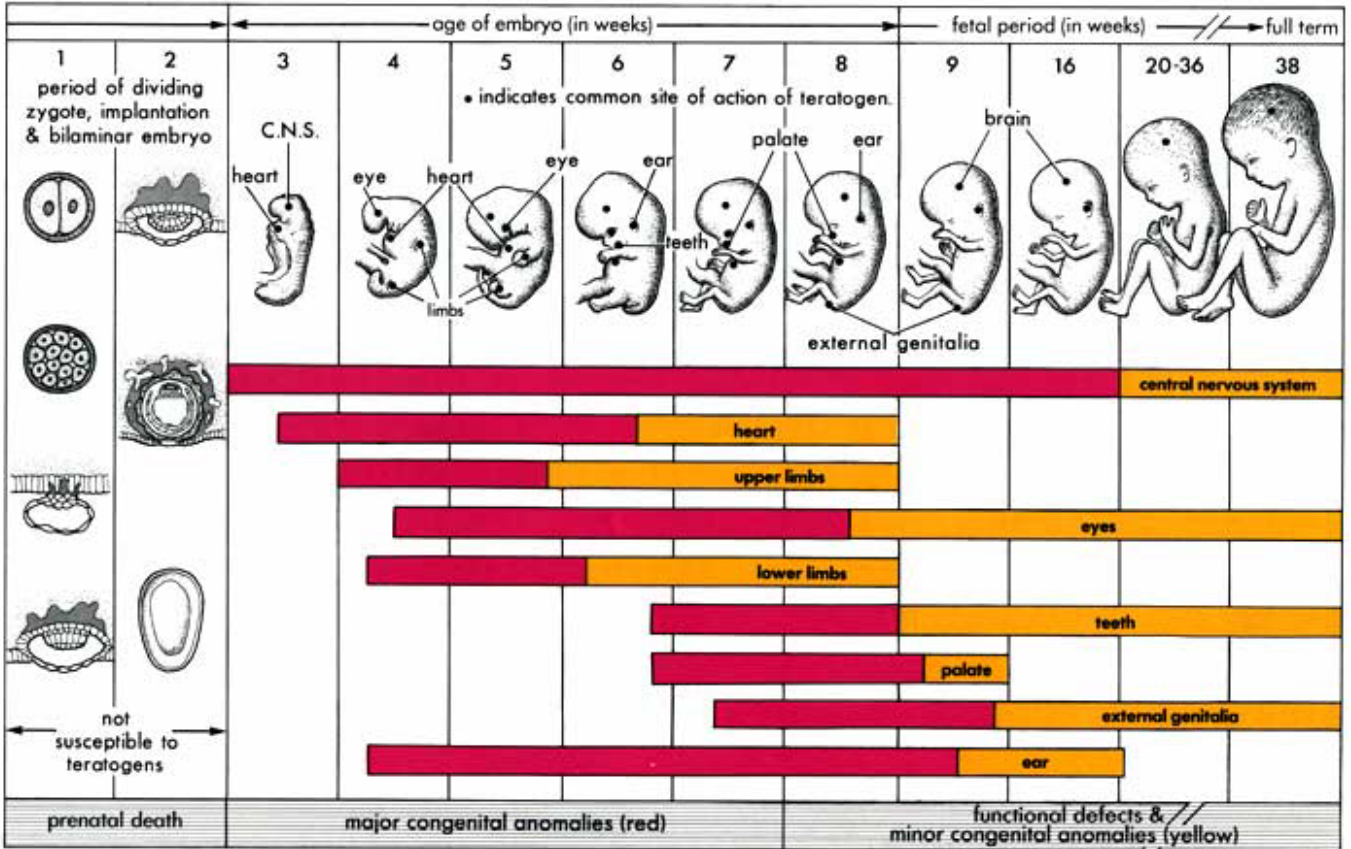 age of embryo (in weeks)
fetal period (in weeks)
full term
1
2
3
4
5
6
7
8
9
16
20-36
38
period of dividing
zygote, implantation
& bilaminar embryo
• indicates common site of action of teratogen.
C.N.S.
heart
eye
heart
limbs
eye
ear
teeth
palate
ear
external genitalia
brain
central nervous system
heart
upper limbs
eyes
lower limbs
teeth
palate
external genitalia
ear
not
susceptible to
teratogens
prenatal death
major congenital anomalies (red)
functional defects &
minor congenital anomalies (yellow)